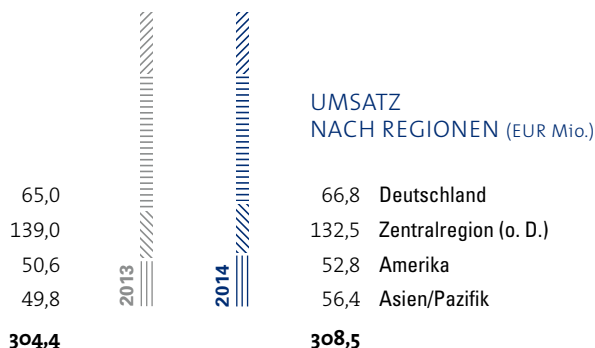 UMSATZ
NACH REGIONEN (EUR Mio.)
65,0 66,8 Deutschland
139,0 132,5 Zentralregion (o. D.)
50,6 52,8 Amerika
49,8 56,4 Asien/Pazifik
2013 2014
304,4 308,5